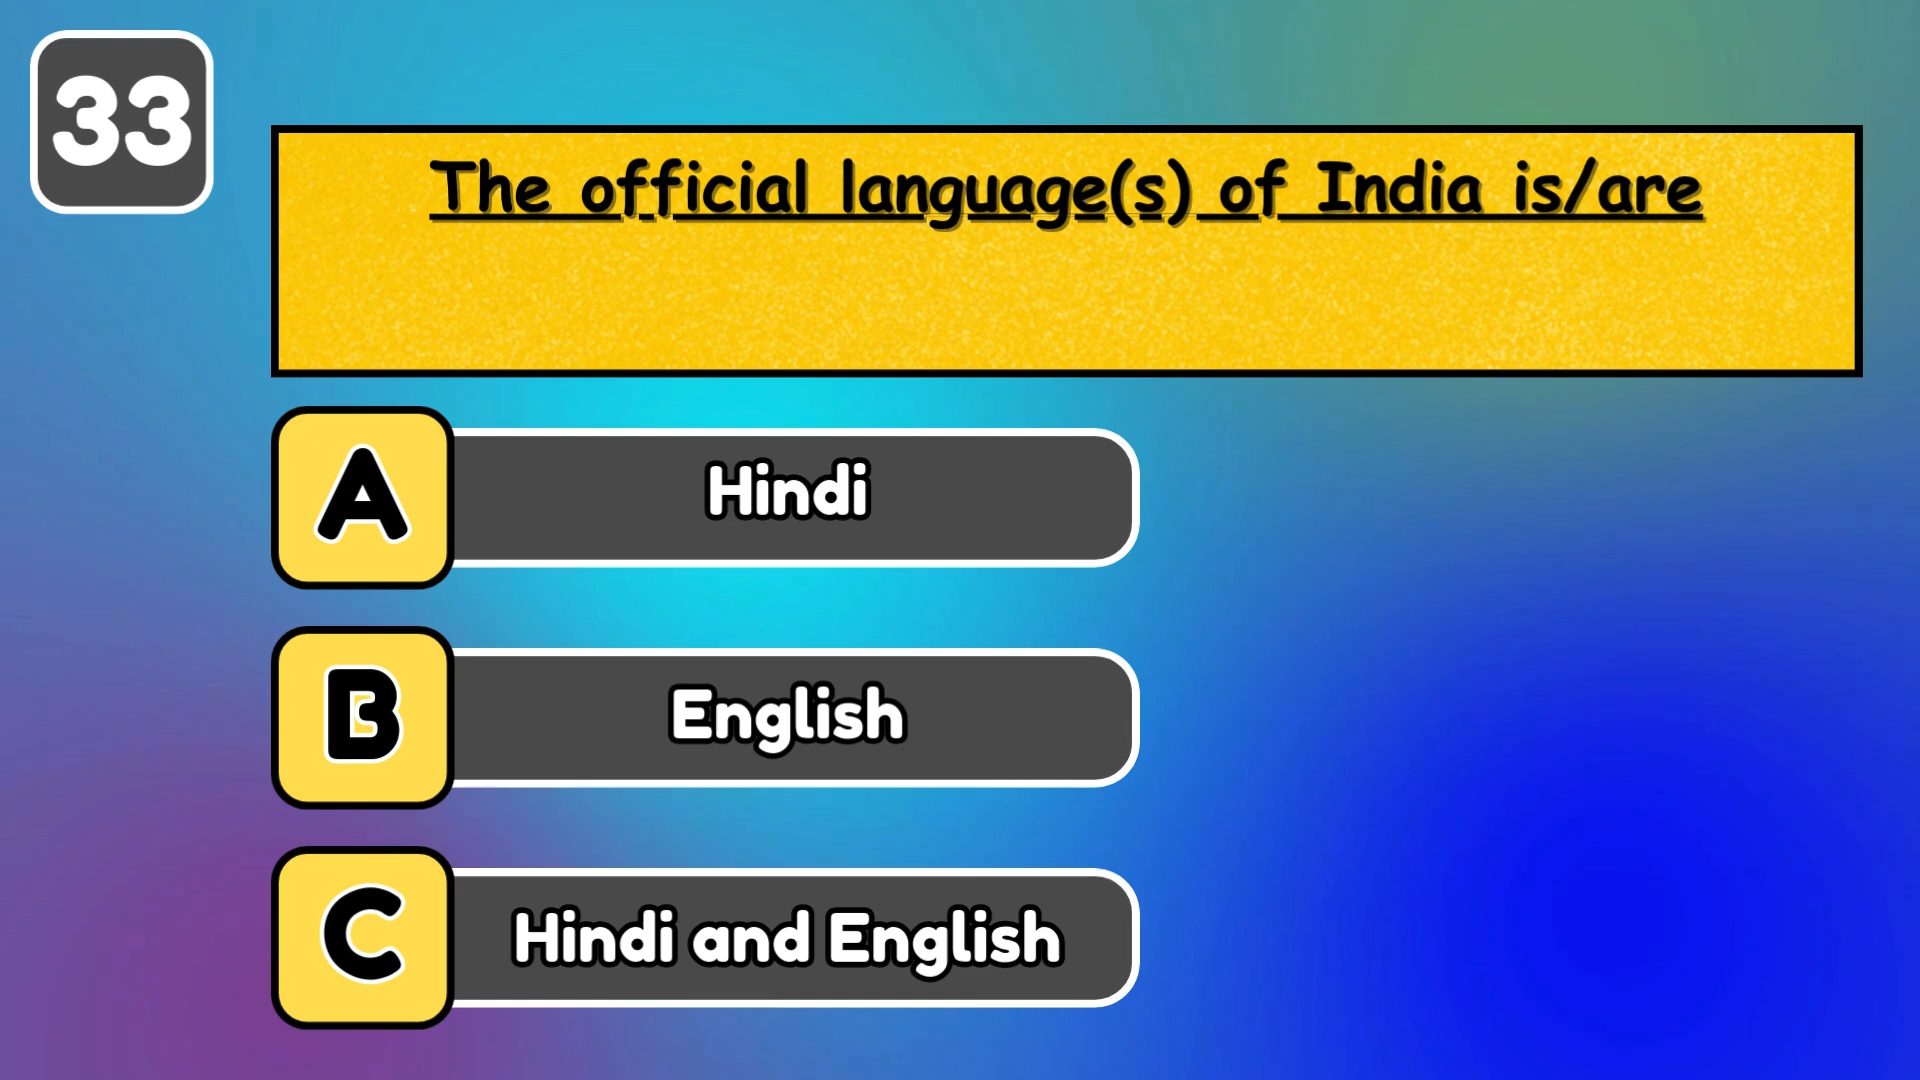 33
The official language(s) of India is/are
A
Hindi
B
English
C
Hindi and English